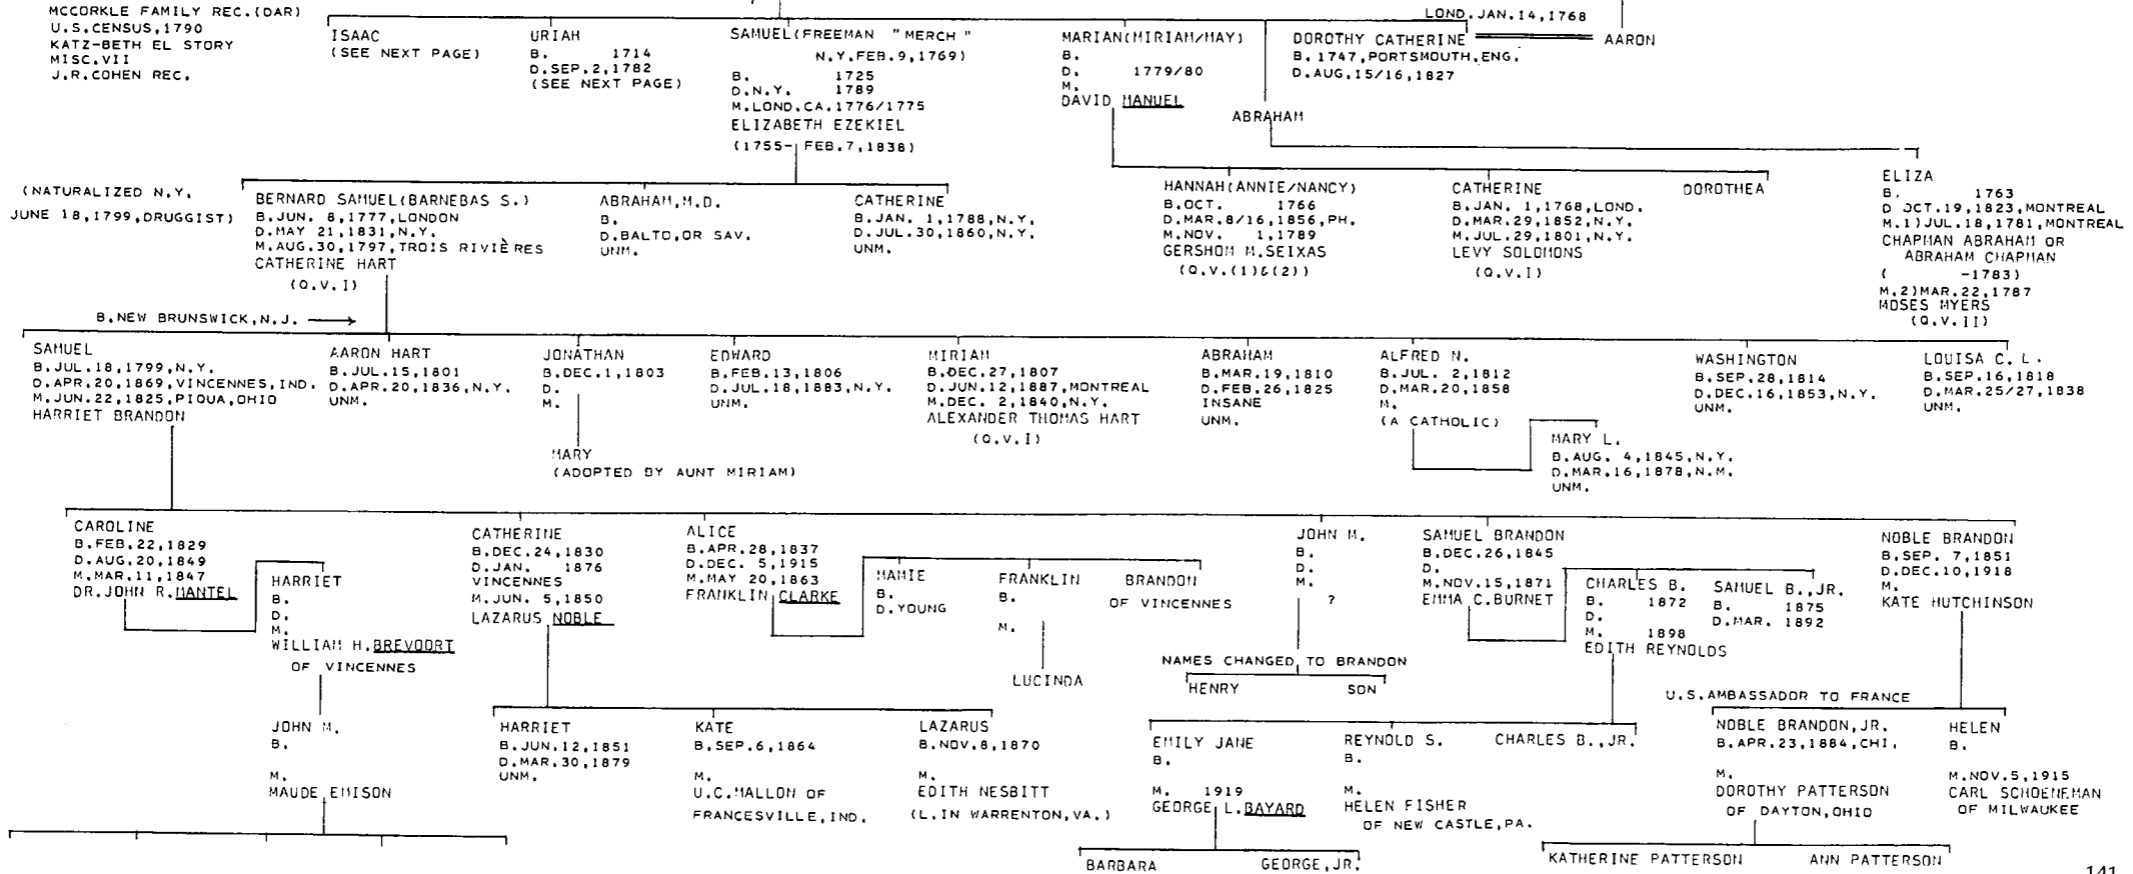 MCCORKLE FAMILY REC.(DAR)
U.S.CENSUS,1790
KATZ-BETH EL STORY
MISC.VII
J.R.COHEN REC.
LOND.JAN.14,1768
ISAAC
(SEE NEXT PAGE)
URIAH
B. 1714
D.SEP.2,1782
(SEE NEXT PAGE)
SAMUEL(FREEMAN "MERCH"
N.Y.FEB.9,1769)
B. 1725
D.N.Y. 1789
M.LOND.CA.1776/1775
ELIZABETH EZEKIEL
(1755- FEB.7,1838)
MARIAN(MIRIAM/MAY)
B.
D. 1779/80
M.
DAVID MANUEL
DOROTHY CATHERINE
B. 1747,PORTSMOUTH,ENG.
D.AUG.15/16,1827
AARON
ABRAHAM
(NATURALIZED N.Y.
JUNE 18,1799,DRUGGIST)
BERNARD SAMUEL(BARNEBAS S.)
B.JUN. 8,1777,LONDON
D.MAY 21,1831,N.Y.
M.AUG.30,1797,TROIS RIVIÈRES
CATHERINE HART
(Q.V.I)
ABRAHAM,M.D.
B.
D.BALTO,OR SAV.
UNM.
CATHERINE
B.JAN. 1,1788,N.Y.
D.JUL.30,1860,N.Y.
UNM.
HANNAH(ANNIE/NANCY)
B.OCT. 1766
D.MAR.8/16,1856,PH.
M.NOV. 1,1789
GERSHOM M.SEIXAS
(Q.V.(1)&(2))
CATHERINE
B.JAN. 1,1768,LOND.
D.MAR.29,1852,N.Y.
M.JUL.29,1801,N.Y.
LEVY SOLOMONS
(Q.V.I)
DOROTHEA
ELIZA
B. 1763
D OCT.19,1823,MONTREAL
M.1)JUL.18,1781,MONTREAL
CHAPMAN ABRAHAM OR
ABRAHAM CHAPMAN
( -1783)
M.2)MAR.22,1787
MOSES MYERS
(Q.V.II)
B.NEW BRUNSWICK,N.J.
SAMUEL
B.JUL.18,1799,N.Y.
D.APR.20,1869,VINCENNES,IND.
M.JUN.22,1825,PIQUA,OHIO
HARRIET BRANDON
AARON HART
B.JUL.15,1801
D.APR.20,1836,N.Y.
UNM.
JONATHAN
B.DEC.1,1803
D.
M.
MARY
(ADOPTED BY AUNT MIRIAM)
EDWARD
B.FEB.13,1806
D.JUL.18,1883,N.Y.
UNM.
MIRIAM
B.DEC.27,1807
D.JUN.12,1887,MONTREAL
M.DEC. 2,1840,N.Y.
ALEXANDER THOMAS HART
(Q.V.I)
ABRAHAM
B.MAR.19,1810
D.FEB.26,1825
INSANE
UNM.
ALFRED N.
B.JUL. 2,1812
D.MAR.20,1858
M.
(A CATHOLIC)
MARY L.
B.AUG. 4,1845,N.Y.
D.MAR.16,1878,N.M.
UNM.
WASHINGTON
B.SEP.28,1814
D.DEC.16,1853,N.Y.
UNM.
LOUISA C.L.
B.SEP.16,1818
D.MAR.25/27,1838
UNM.
CAROLINE
B.FEB.22,1829
D.AUG.20,1849
M.MAR.11,1847
DR.JOHN R.MANTEL
HARRIET
B.
D.
M.
WILLIAM H.BREVOORT
OF VINCENNES
CATHERINE
B.DEC.24,1830
D.JAN. 1876
VINCENNES
M.JUN. 5,1850
LAZARUS NOBLE
ALICE
B.APR.28,1837
D.DEC. 5,1915
M.MAY 20,1863
FRANKLIN CLARKE
MAMIE
B.
D.YOUNG
FRANKLIN
B.
M.
LUCINDA
BRANDON
OF VINCENNES
JOHN M.
B.
D.
M.
?
NAMES CHANGED TO BRANDON
HENRY
SON
SAMUEL BRANDON
B.DEC.26,1845
D.
M.NOV.15,1871
EMMA C.BURNET
CHARLES B.
B. 1872
D.
M. 1898
EDITH REYNOLDS
SAMUEL B.,JR.
B. 1875
D.MAR. 1892
NOBLE BRANDON
B.SEP. 7,1851
D.DEC.10,1918
M.
KATE HUTCHINSON
U.S.AMBASSADOR TO FRANCE
JOHN M.
B.
M.
MAUDE EMISON
HARRIET
B.JUN.12,1851
D.MAR.30,1879
UNM.
KATE
B.SEP.6,1864
M.
U.C.MALLON OF
FRANCESVILLE,IND.
LAZARUS
B.NOV.8,1870
M.
EDITH NESBITT
(L.IN WARRENTON,VA.)
EMILY JANE
B.
M. 1919
GEORGE L.BAYARD
REYNOLD S.
B.
M.
HELEN FISHER
OF NEW CASTLE,PA.
CHARLES B.,JR.
NOBLE BRANDON,JR.
B.APR.23,1884,CHI.
M.
DOROTHY PATTERSON
OF DAYTON,OHIO
HELEN
B.
M.NOV.5,1915
CARL SCHOENEMAN
OF MILWAUKEE
BARBARA
GEORGE,JR.
KATHERINE PATTERSON
ANN PATTERSON
141